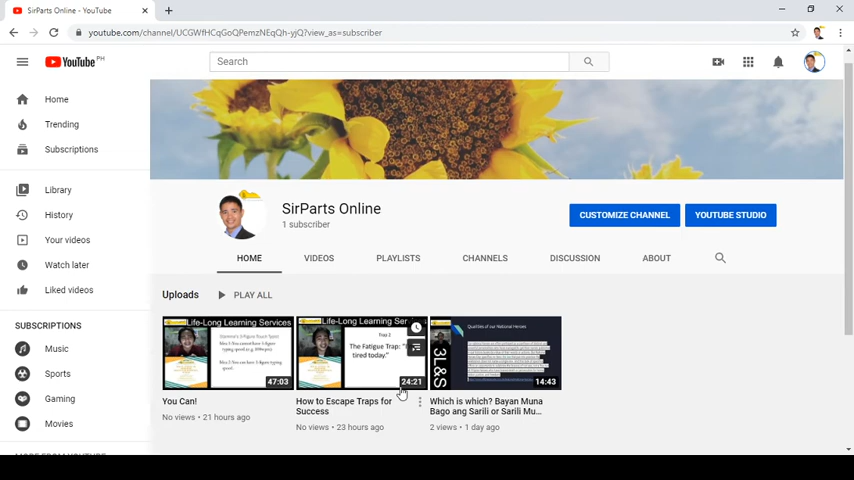 SirParts Online - YouTube
youtube.com/channel/UCGWfHCqGoQPemzNEqQh-yjQ?view_as=subscriber
YouTube PH
Search
Home
Trending
Subscriptions
Library
History
Your videos
Watch later
Liked videos
SUBSCRIPTIONS
Music
Sports
Gaming
Movies
SirParts Online
1 subscriber
CUSTOMIZE CHANNEL
YOUTUBE STUDIO
HOME
VIDEOS
PLAYLISTS
CHANNELS
DISCUSSION
ABOUT
Uploads
PLAY ALL
Life-Long Learning Services
47:03
Life-Long Learning
The Fatigue Trap:
tired today."
24:21
Qualities of our National Heroes
3L&S
14:43
You Can!
No views • 21 hours ago
How to Escape Traps for
Success
No views • 23 hours ago
Which is which? Bayan Muna
Bago ang Sarili or Sarili Mu...
2 views • 1 day ago